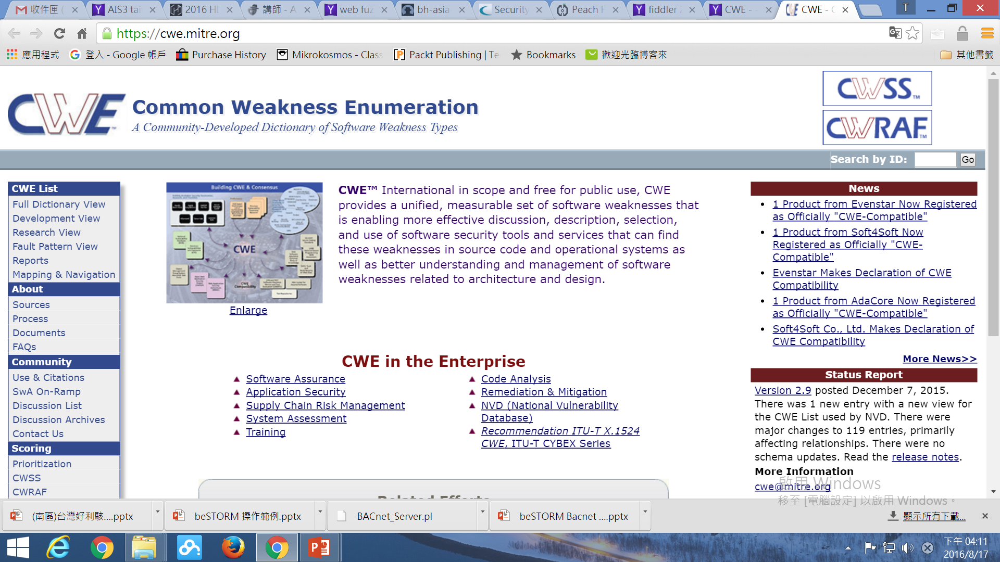 收件匣 (
AIS3 tai
2016 HI
講師 - A
web fuz
bh-asia
Security
Peach F
fiddler
CWE - -
CWE - C
T
https://cwe.mitre.org
應用程式
登入 - Google 帳戶
Purchase History
Mikrokosmos - Class
Packt Publishing | Te
Bookmarks
歡迎光臨博客來
其他書籤
CWE™
Common Weakness Enumeration
A Community-Developed Dictionary of Software Weakness Types
CWSS™
CWRAF™
Search by ID:
Go
CWE List
Full Dictionary View
Development View
Research View
Fault Pattern View
Reports
Mapping & Navigation
About
Sources
Process
Documents
FAQs
Community
Use & Citations
SwA On-Ramp
Discussion List
Discussion Archives
Contact Us
Scoring
Prioritization
CWSS
CWRAF
Building CWE & Consensus
CWE
CWE
Compatibility
Enlarge
CWE™ International in scope and free for public use, CWE
provides a unified, measurable set of software weaknesses that
is enabling more effective discussion, description, selection,
and use of software security tools and services that can find
these weaknesses in source code and operational systems as
well as better understanding and management of software
weaknesses related to architecture and design.
CWE in the Enterprise
Software Assurance
Application Security
Supply Chain Risk Management
System Assessment
Training
Code Analysis
Remediation & Mitigation
NVD (National Vulnerability
Database)
Recommendation ITU-T X.1524
CWE, ITU-T CYBEX Series
Related Efforts
News
1 Product from Evenstar Now Registered
as Officially "CWE-Compatible"
1 Product from Soft4Soft Now
Registered as Officially "CWE-
Compatible"
Evenstar Makes Declaration of CWE
Compatibility
1 Product from AdaCore Now Registered
as Officially "CWE-Compatible"
Soft4Soft Co., Ltd. Makes Declaration of
CWE Compatibility
More News>>
Status Report
Version 2.9 posted December 7, 2015.
There was 1 new entry with a new view for
the CWE List used by NVD. There were
major changes to 119 entries, primarily
affecting relationships. There were no
schema updates. Read the release notes.
More Information
cwe@mitre.org
啟用 Windows
移至 [電腦設定] 以啟用 Windows。
(南區)台灣好利駭....pptx
beSTORM 操作範例.pptx
BACnet_Server.pl
beSTORM Bacnet ....pptx
顯示所有下載...
下午 04:11
2016/8/17